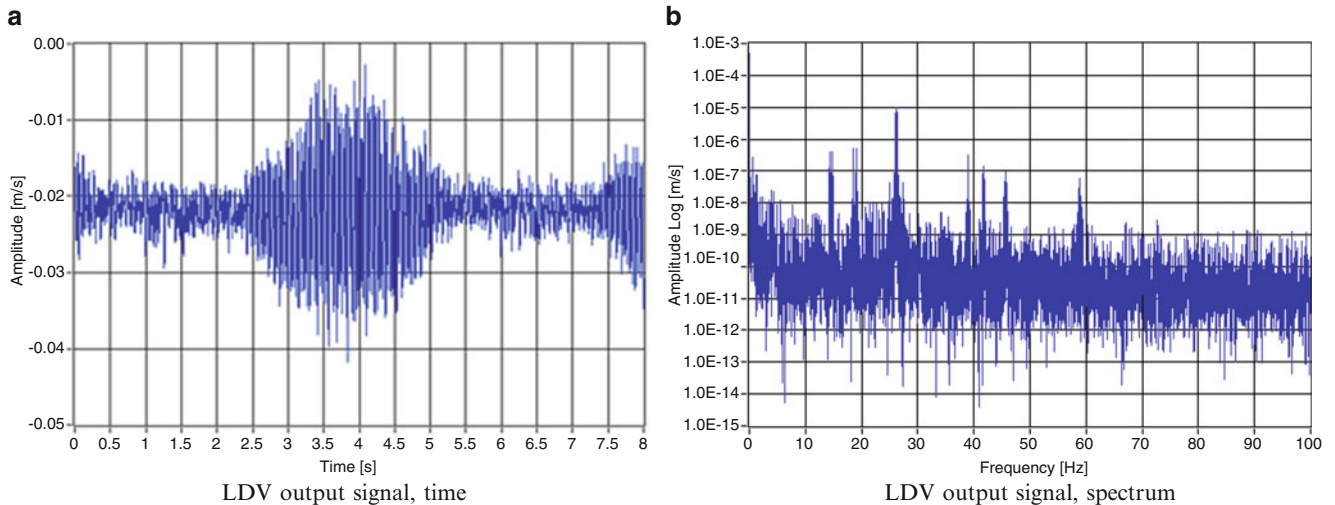 a
0.00
-0.01
-0.02
-0.03
-0.04
-0.05
Amplitude [m/s]
0 0.5 1 1.5 2 2.5 3 3.5 4 4.5 5 5.5 6 6.5 7 7.5 8
Time [s]
LDV output signal, time
b
1.0E-3
1.0E-4
1.0E-5
1.0E-6
1.0E-7
1.0E-8
1.0E-9
1.0E-10
1.0E-11
1.0E-12
1.0E-13
1.0E-14
1.0E-15
Amplitude Log [m/s]
0 10 20 30 40 50 60 70 80 90 100
Frequency [Hz]
LDV output signal, spectrum